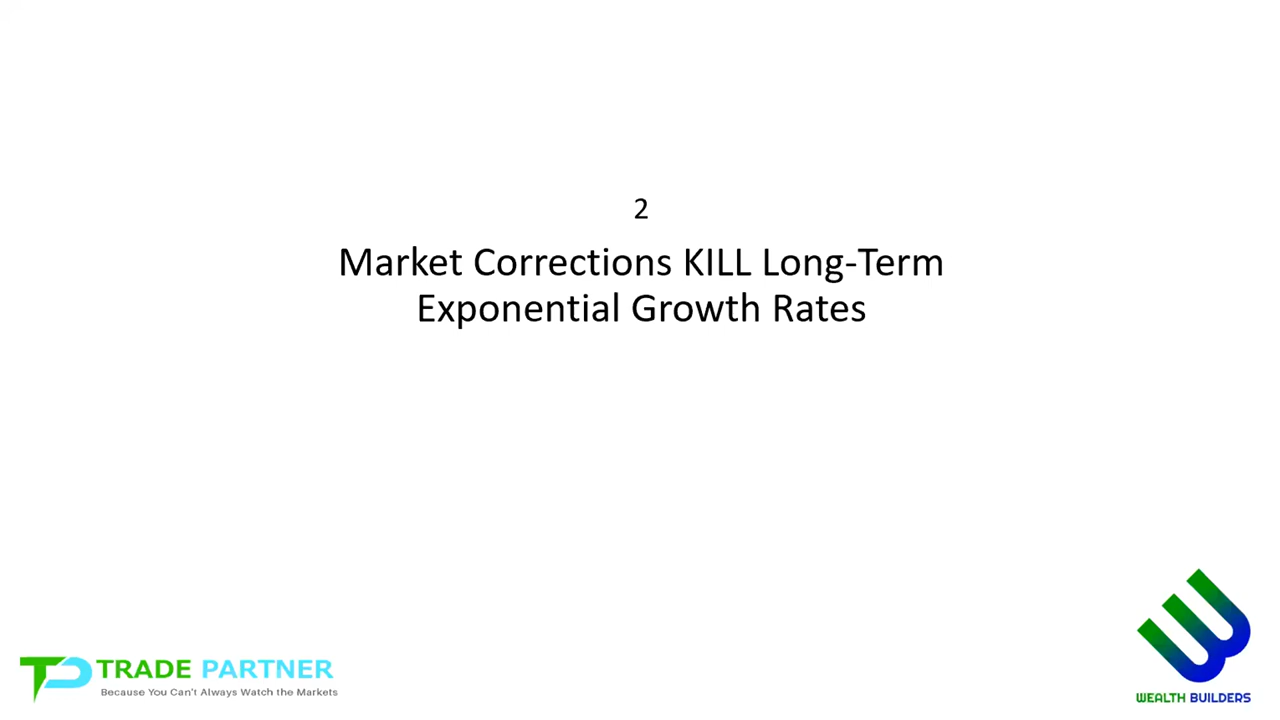 2
Market Corrections KILL Long-Term
Exponential Growth Rates
TRADE PARTNER
Because You Can't Always Watch the Markets
WEALTH BUILDERS